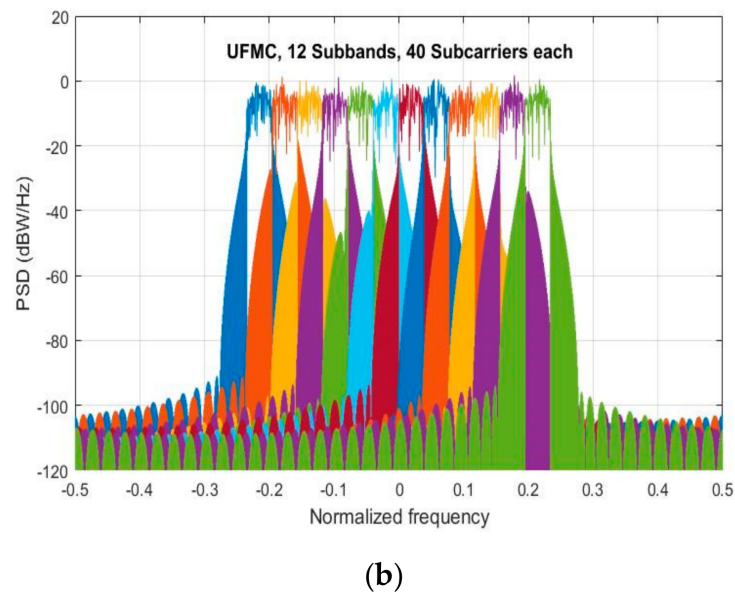 20
UFMC, 12 Subbands, 40 Subcarriers each
0
-20
-40
-60
-80
-100
-120
PSD (dBW/Hz)
-0.5 -0.4 -0.3 -0.2 -0.1 0 0.1 0.2 0.3 0.4 0.5
Normalized frequency
(b)